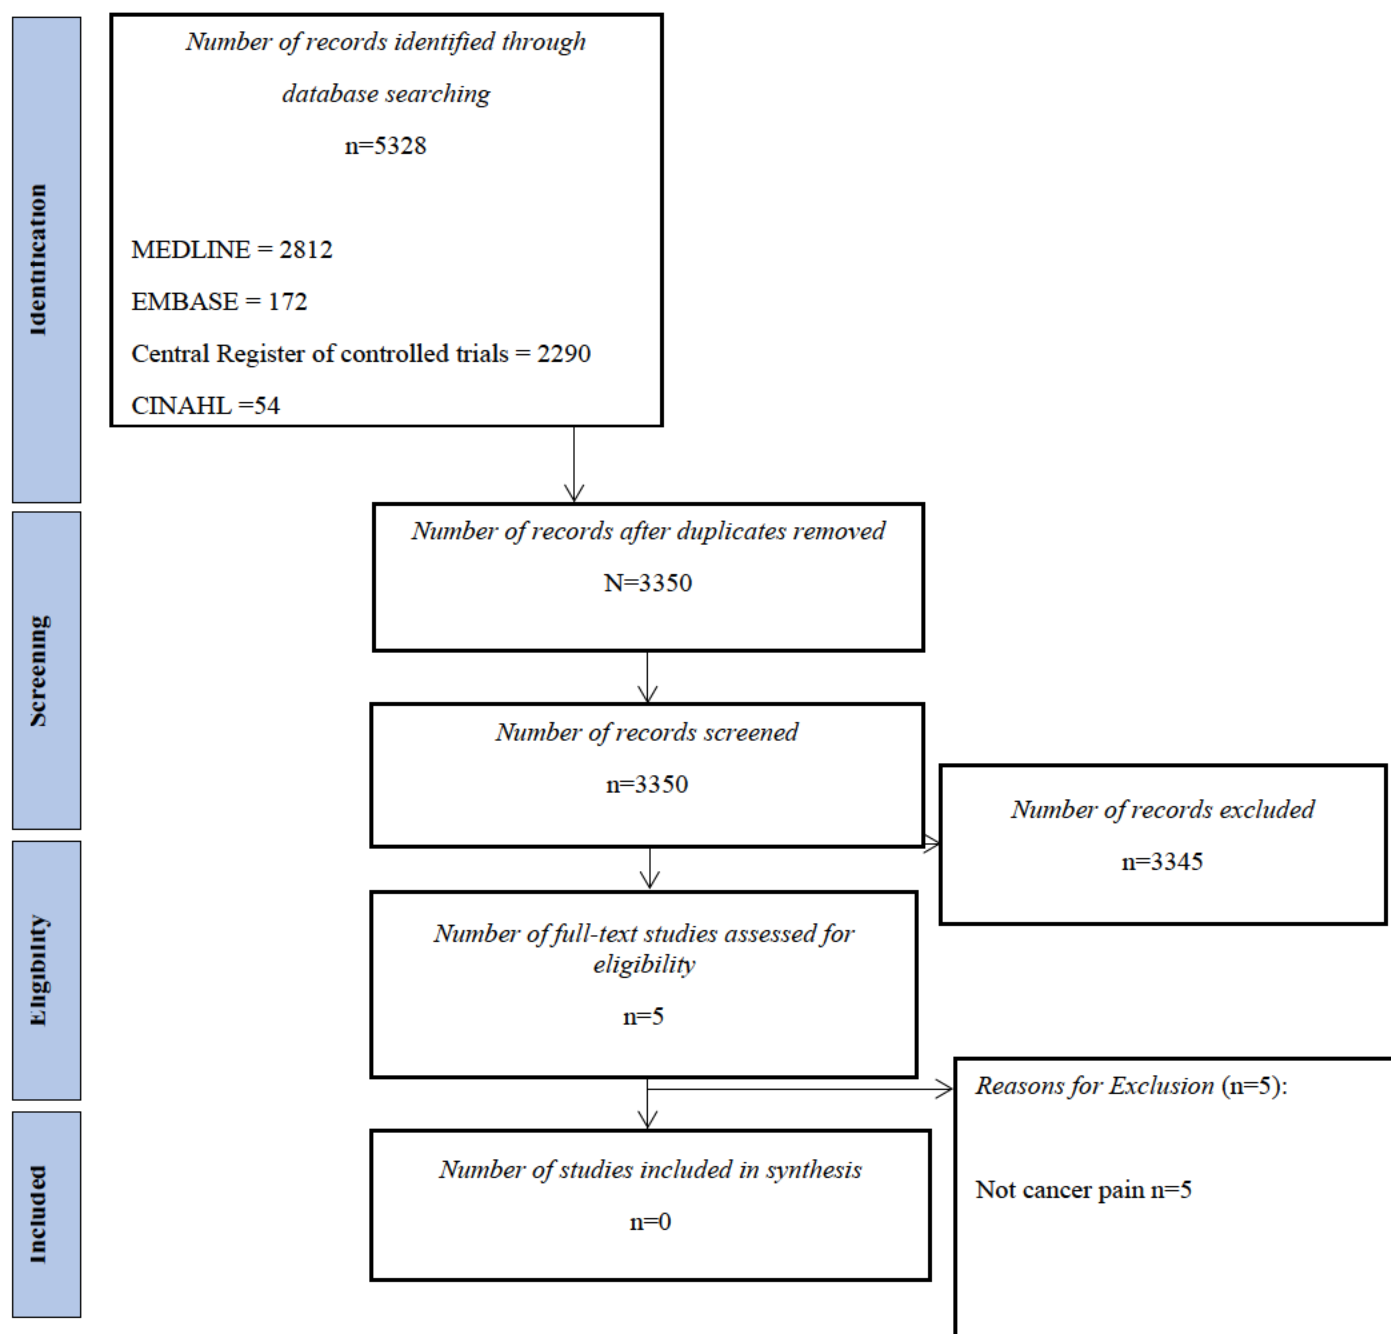 Identification
Number of records identified through
database searching
n=5328
MEDLINE = 2812
EMBASE = 172
Central Register of controlled trials = 2290
CINAHL =54
Screening
Number of records after duplicates removed
N=3350
Number of records screened
n=3350
Number of records excluded
n=3345
Eligibility
Number of full-text studies assessed for
eligibility
n=5
Reasons for Exclusion (n=5):
Not cancer pain n=5
Included
Number of studies included in synthesis
n=0